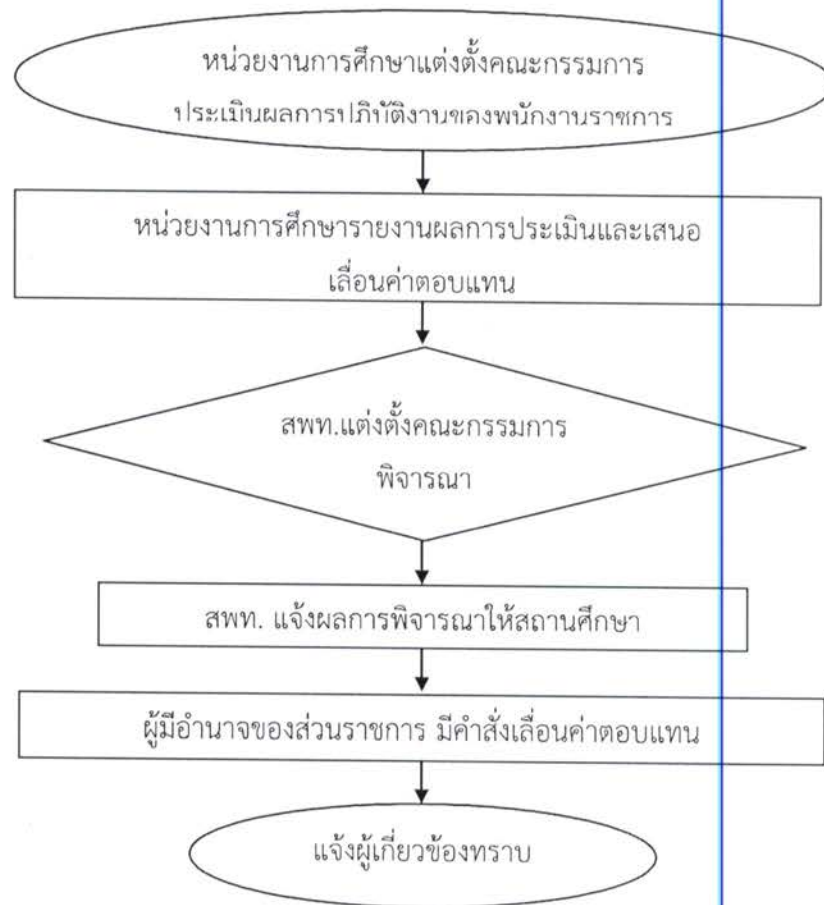 หน่วยงานการศึกษาแต่งตั้งคณะกรรมการ
ประเมินผลการปฏิบัติงานของพนักงานราชการ
หน่วยงานการศึกษารายงานผลการประเมินและเสนอ
เลื่อนค่าตอบแทน
สพท.แต่งตั้งคณะกรรมการ
พิจารณา
สพท. แจ้งผลการพิจารณาให้สถานศึกษา
ผู้มีอำนาจของส่วนราชการ มีคำสั่งเลื่อนค่าตอบแทน
แจ้งผู้เกี่ยวข้องทราบ